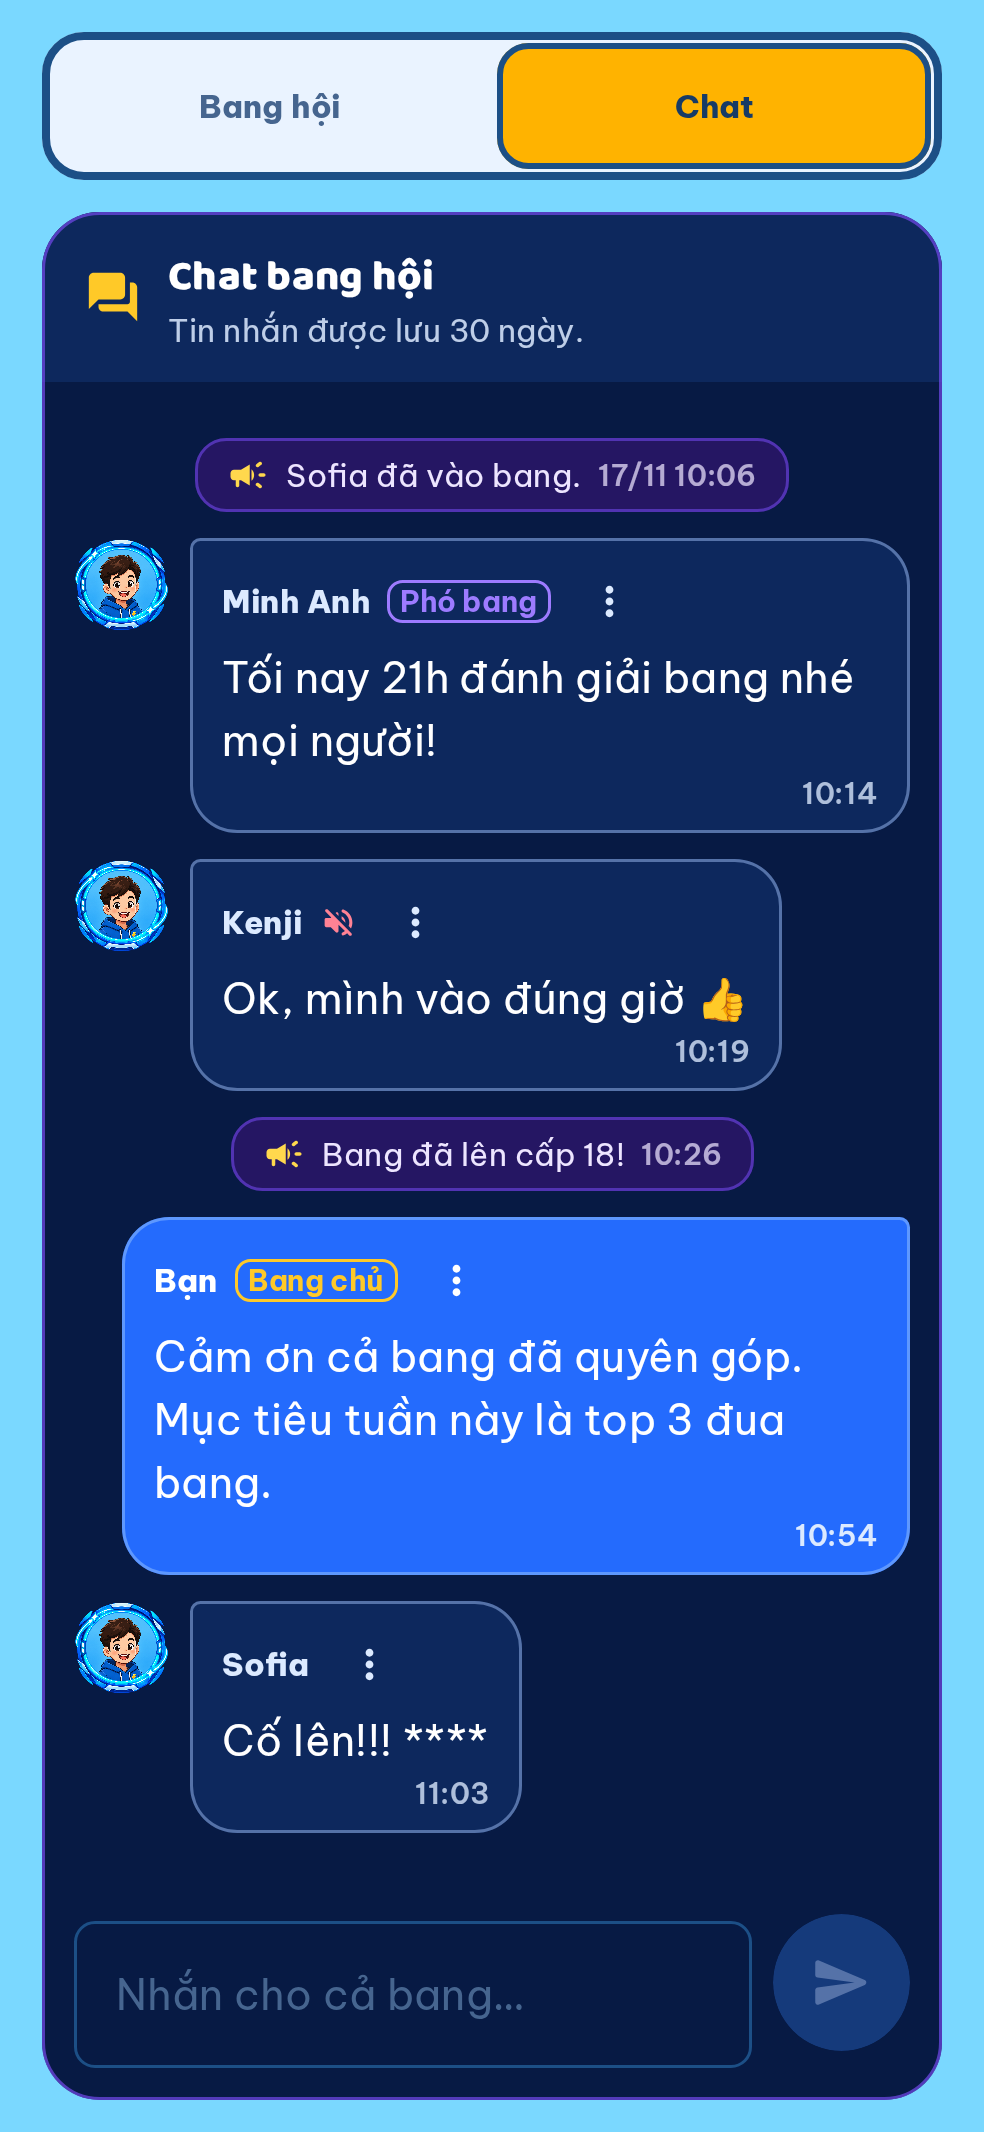 Bang hội
Chat
Chat bang hội
Tin nhắn được lưu 30 ngày.
Sofia đã vào bang. 17/11 10:06
Minh Anh Phó bang
Tối nay 21h đánh giải bang nhé
mọi người!
10:14
Kenji
Ok, mình vào đúng giờ 👍
10:19
Bang đã lên cấp 18! 10:26
Bạn Bang chủ
Cảm ơn cả bang đã quyên góp.
Mục tiêu tuần này là top 3 đua
bang.
10:54
Sofia
Cố lên!!! ****
11:03
Nhắn cho cả bang...